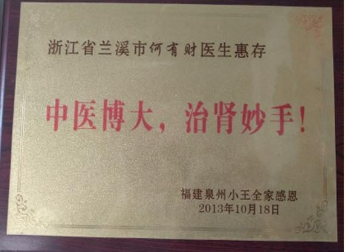 浙江省兰溪市何有财医生惠存
中医博大，治肾妙手！
福建泉州小王全家感恩
2013年10月18日